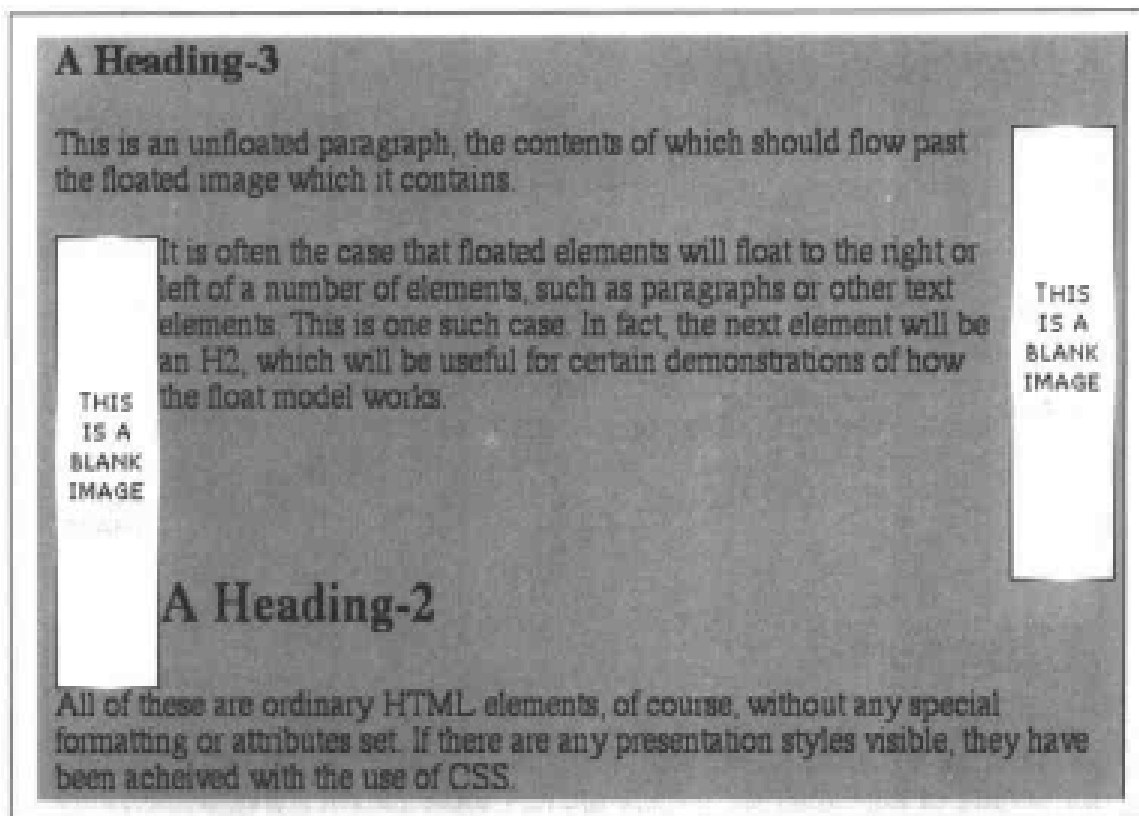 A Heading-3
This is an unfloated paragraph, the contents of which should flow past
the floated image which it contains.
It is often the case that floated elements will float to the right or
left of a number of elements, such as paragraphs or other text
elements. This is one such case. In fact, the next element will be
an H2, which will be useful for certain demonstrations of how
the float model works.
THIS
IS A
BLANK
IMAGE
THIS
IS A
BLANK
IMAGE
A Heading-2
All of these are ordinary HTML elements, of course, without any special
formatting or attributes set. If there are any presentation styles visible, they have
been acheived with the use of CSS.